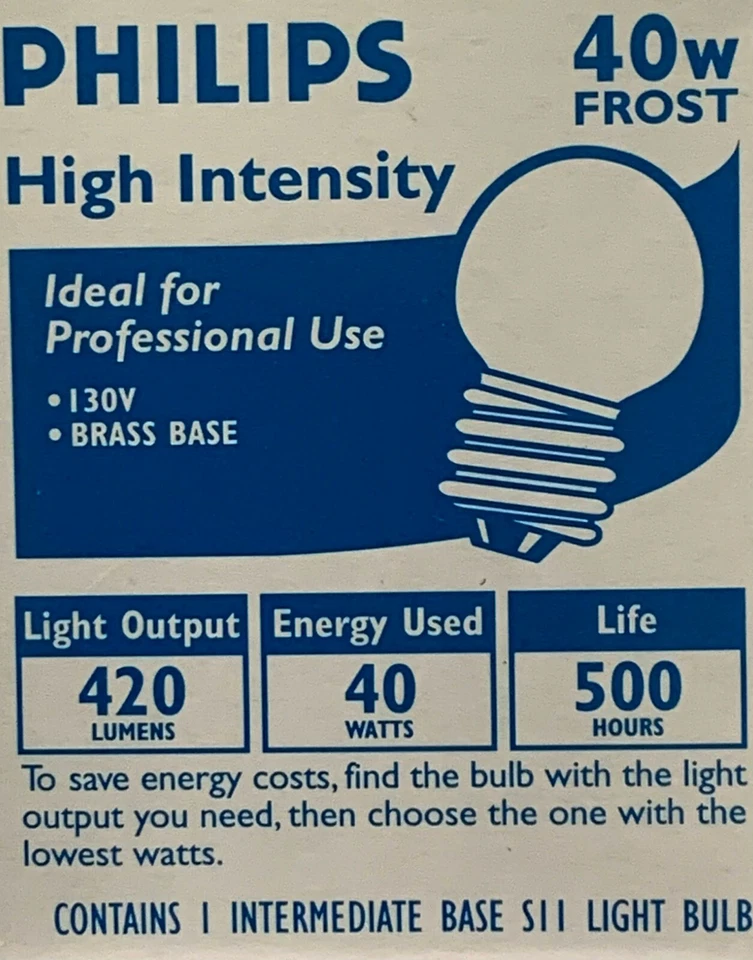 PHILIPS
40W
FROST
High Intensity
Ideal for
Professional Use
• 130V
• BRASS BASE
Light Output
420
LUMENS
Energy Used
40
WATTS
Life
500
HOURS
To save energy costs, find the bulb with the light
output you need, then choose the one with the
lowest watts.
CONTAINS 1 INTERMEDIATE BASE S11 LIGHT BULB